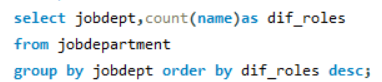 select jobdept,count(name)as dif_roles
from jobdepartment
group by jobdept order by dif_roles desc;